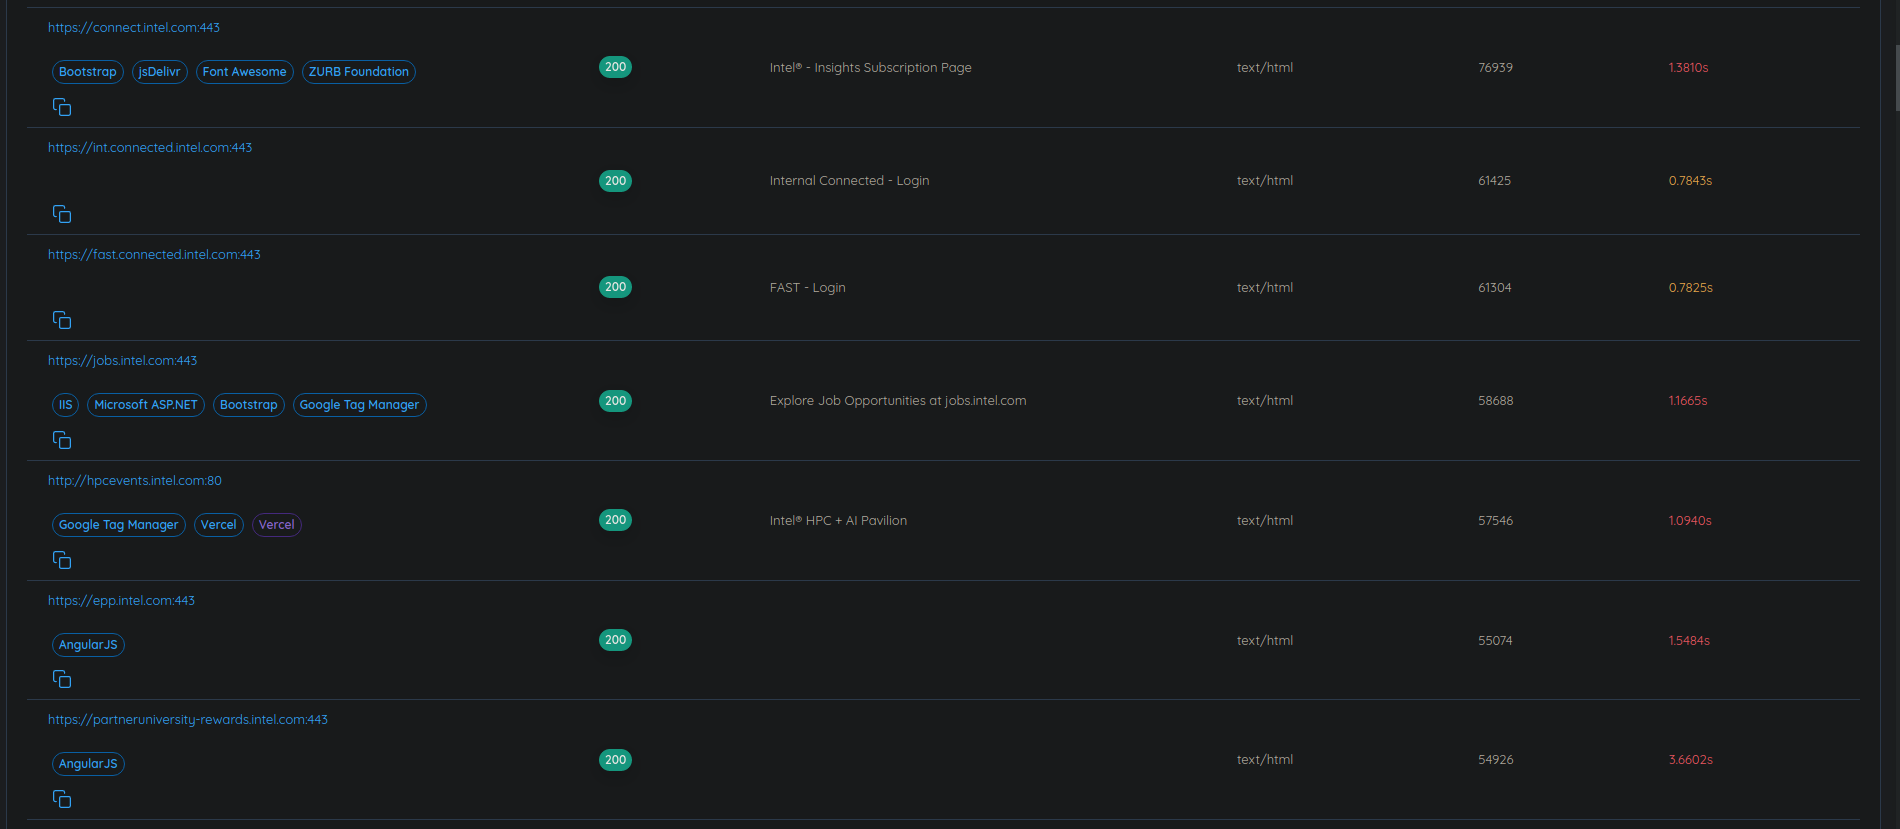 https://connect.intel.com:443
Bootstrap jsDelivr Font Awesome ZURB Foundation
200 Intel® - Insights Subscription Page text/html 76939 1.3810s
https://int.connected.intel.com:443
200 Internal Connected - Login text/html 61425 0.7843s
https://fast.connected.intel.com:443
200 FAST - Login text/html 61304 0.7825s
https://jobs.intel.com:443
IIS Microsoft ASP.NET Bootstrap Google Tag Manager
200 Explore Job Opportunities at jobs.intel.com text/html 58688 1.1665s
http://hpcevents.intel.com:80
Google Tag Manager Vercel Vercel
200 Intel® HPC + AI Pavilion text/html 57546 1.0940s
https://epp.intel.com:443
AngularJS
200 text/html 55074 1.5484s
https://partneruniversity-rewards.intel.com:443
AngularJS
200 text/html 54926 3.6602s